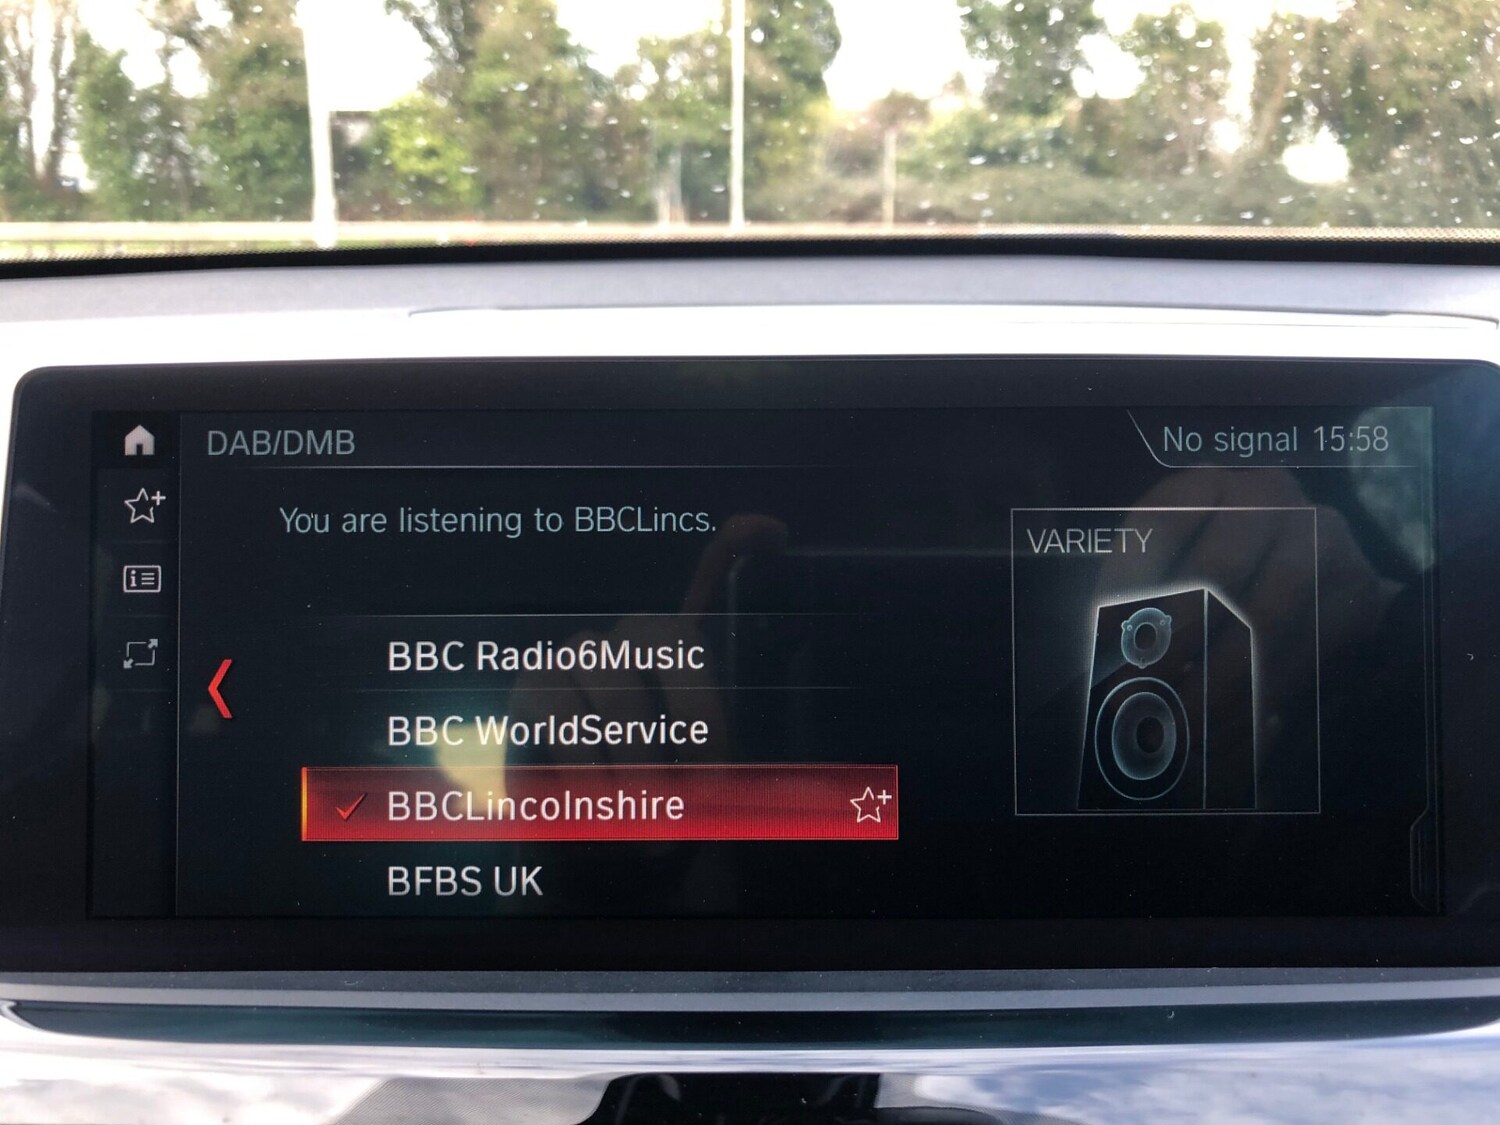 DAB/DMB
No signal 15:58
You are listening to BBCLincs.
VARIETY
BBC Radio6Music
BBC WorldService
BBCLincolnshire
BFBS UK